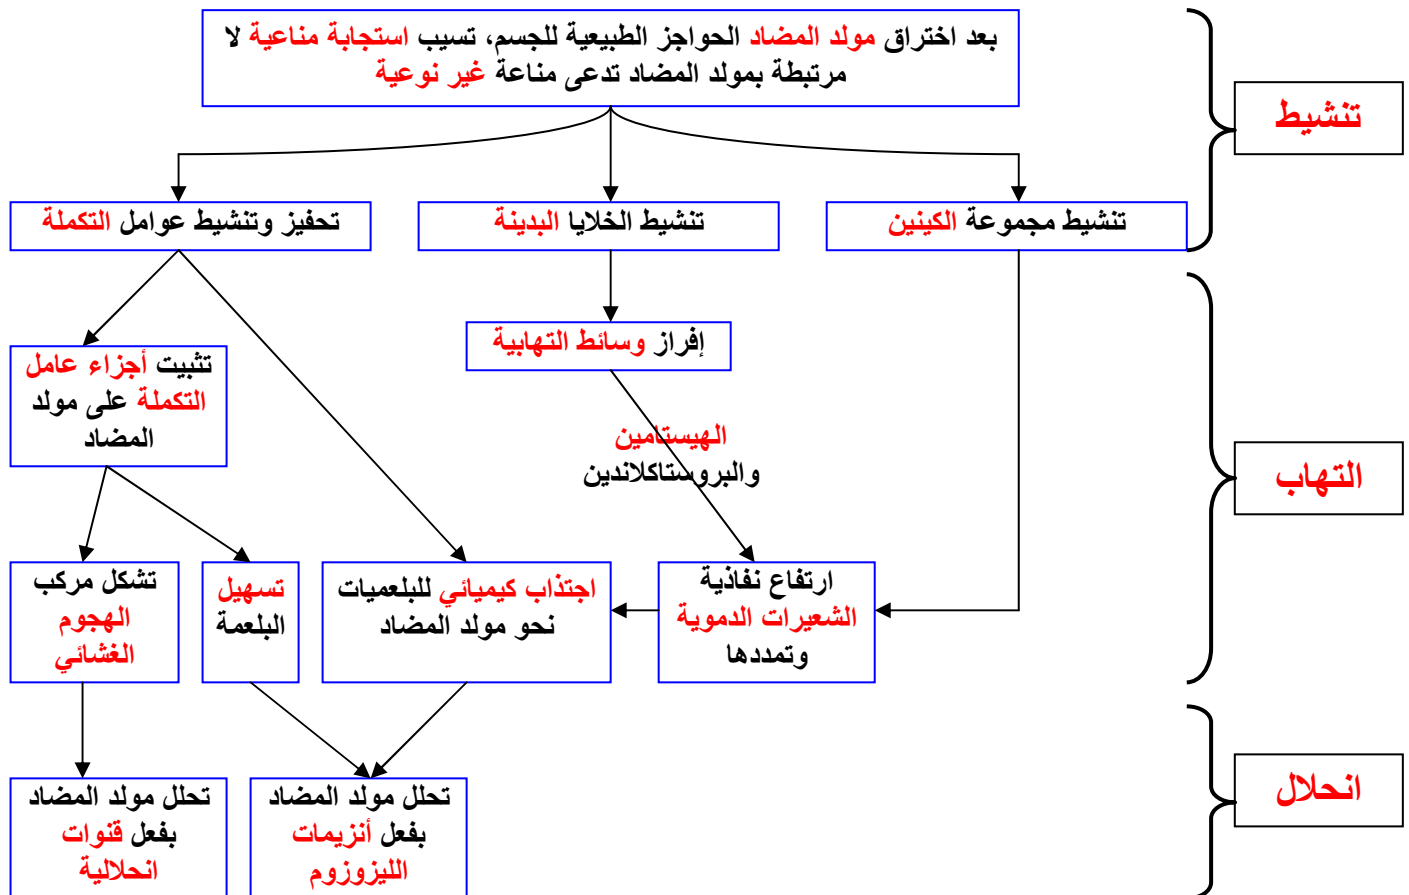 بعد اختراق مولد المضاد الحواجز الطبيعية للجسم، تسيب استجابة مناعية لا
مرتبطة بمولد المضاد تدعى مناعة غير نوعية
تنشيط
تنشيط مجموعة الكينين
تنشيط الخلايا البدينة
تحفيز وتنشيط عوامل التكملة
إفراز وسائط التهابية
تثبيت أجزاء عامل
التكملة على مولد
المضاد
الهيستامين
والبروستاكلاندين
التهاب
ارتفاع نفاذية
الشعيرات الدموية
وتمددها
اجتذاب كيميائي للبلعميات
نحو مولد المضاد
تسهيل
البلعمة
تشكل مركب
الهجوم
الغشائي
انحلال
تحلل مولد المضاد
بفعل أنزيمات
الليزوزوم
تحلل مولد المضاد
بفعل قنوات
انحلالية